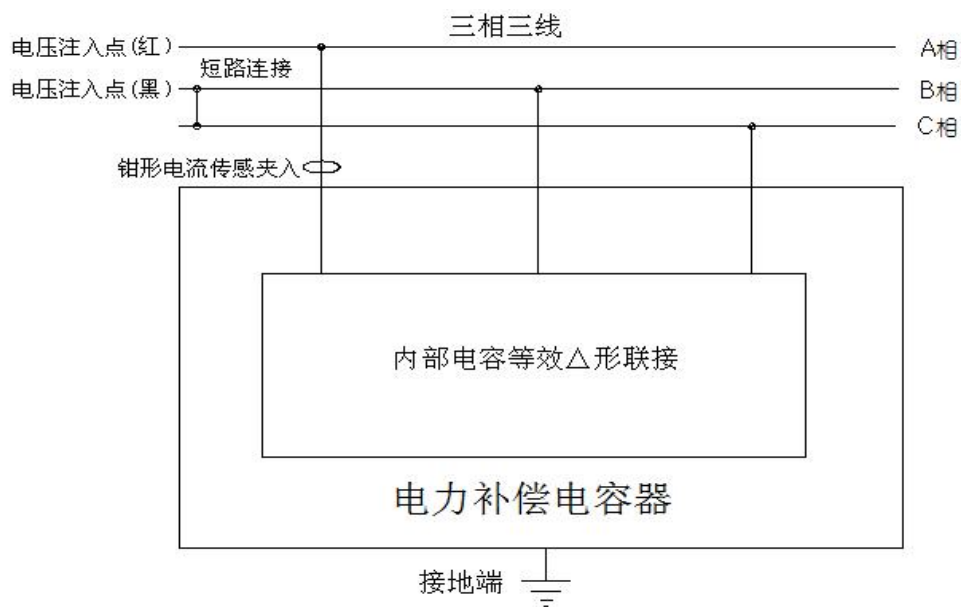 三相三线
电压注入点(红)
A相
短路连接
电压注入点(黑)
B相
C相
钳形电流传感夹入
内部电容等效△形联接
电力补偿电容器
接地端